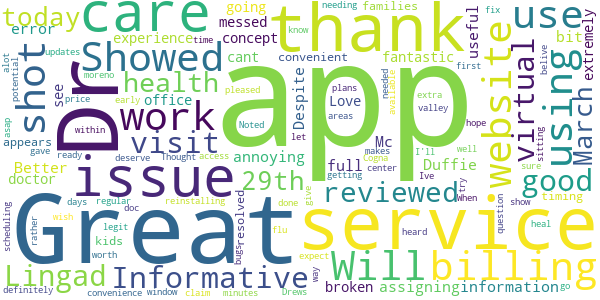 today
care
thank
use
error
going
messed
families
know
needing
fix
updates
alot
time
concept
useful
bit
extremely
experience
cant
convenient
fantastic
first
shot
Dr
Showed
app
website
virtual
using
March
believe
potential
price
see
health
Despite
Love
plans
needed
available
extra
valley
asap
moreno
early
office
pleased
areas
hope
work
within
Noted
let
appears
gave
ready
deserve
Thought
access
visit
full
Mc
makes
center
I'll
well
sitting
Better
doctor
annoying
Duffie
getting
Cogna
Ive
try
when
sure
good
issue
29th
reviewed
days
regular
doc
reinstalling
give
question
show
timing
scheduling
Great
rather
wish
legit
done
bugs
resolved
service
kids
worth
flu
expect
heard
heal
Lingad
Informative
Will
billing
way
broken
assigning
information
go
definitely
convenience
window
claim
minutes
Drews